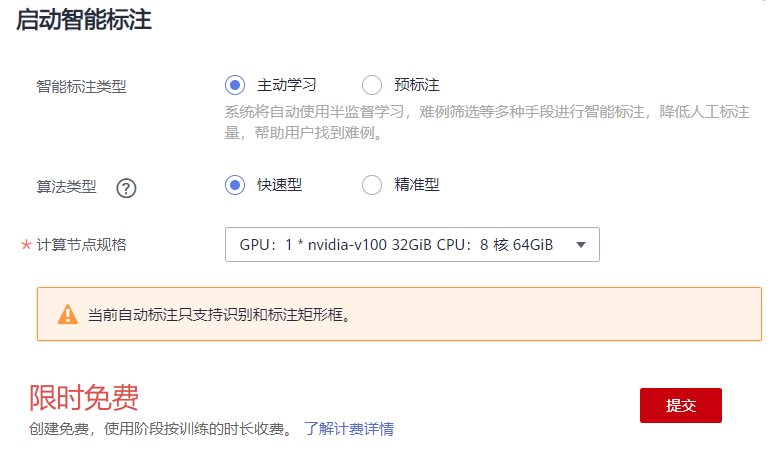 启动智能标注
智能标注类型 主动学习 预标注
系统将自动使用半监督学习，难例筛选等多种手段进行智能标注，降低人工标注
量，帮助用户找到难例。
算法类型 ? 快速型 精准型
* 计算节点规格 GPU：1 * nvidia-v100 32GiB CPU：8 核 64GiB
当前自动标注只支持识别和标注矩形框。
限时免费
提交
创建免费，使用阶段按训练的时长收费。 了解计费详情